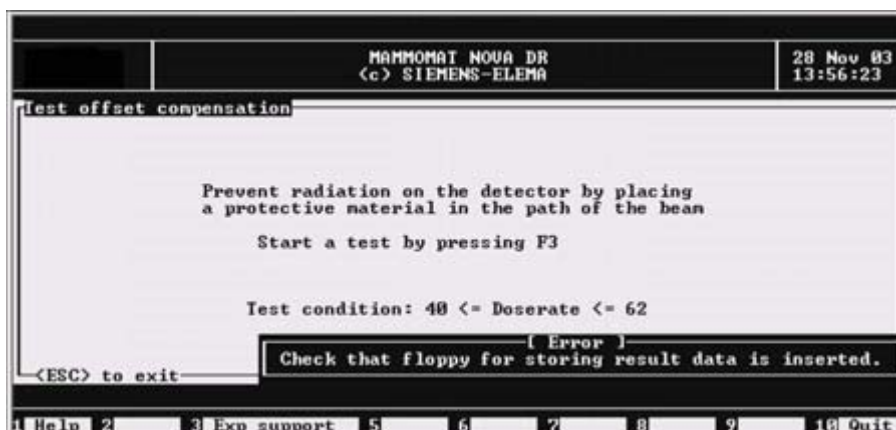 MAMMOMAT NOVA DR
(c) SIEMENS-ELEMA
28 Nov 03
13:56:23
Test offset compensation
Prevent radiation on the detector by placing
a protective material in the path of the beam
Start a test by pressing F3
Test condition: 40 <= Doserate <= 62
[ Error ]
Check that floppy for storing result data is inserted.
<ESC> to exit
1 Help 2 3 Exp support 5 6 7 8 9 10 Quit